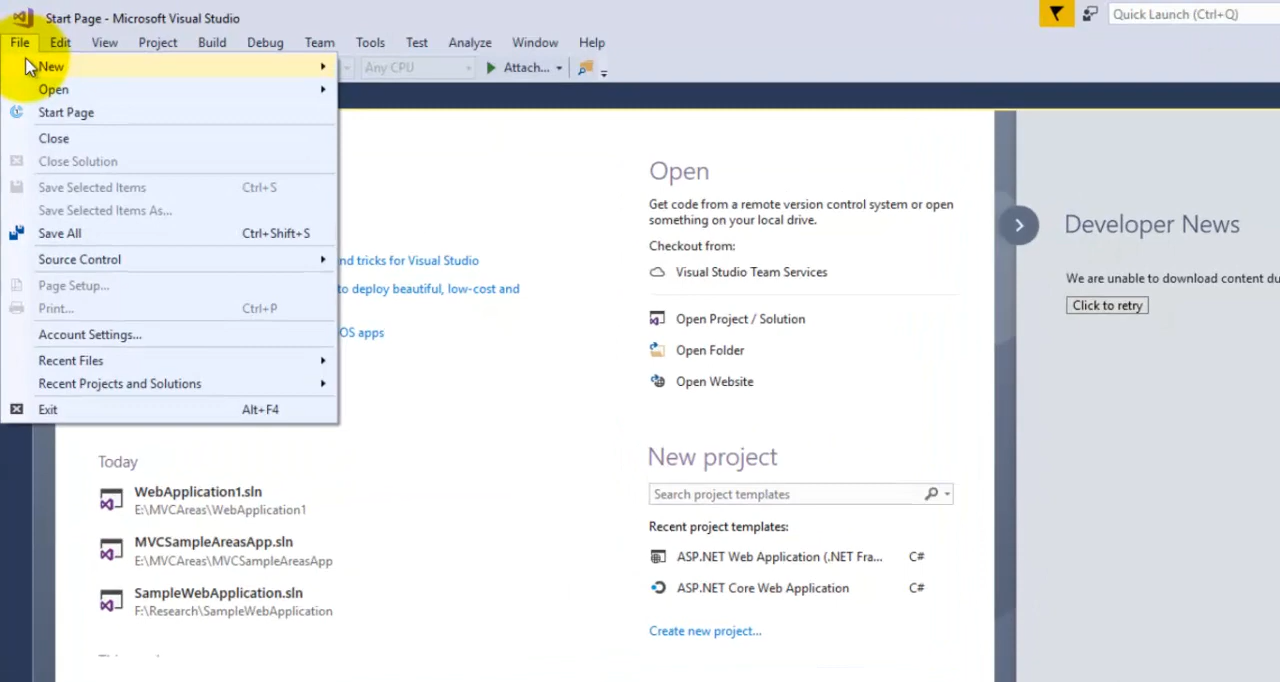 Start Page - Microsoft Visual Studio
Quick Launch (Ctrl+Q)
File Edit View Project Build Debug Team Tools Test Analyze Window Help
New
Any CPU
Attach...
Open
Start Page
Close
Close Solution
Save Selected Items Ctrl+S
Save Selected Items As...
Save All Ctrl+Shift+S
Source Control
Page Setup...
Print... Ctrl+P
Account Settings...
Recent Files
Recent Projects and Solutions
Exit Alt+F4
nd tricks for Visual Studio
to deploy beautiful, low-cost and
OS apps
Today
WebApplication1.sln
E:\MVCAreas\WebApplication1
MVCSampleAreasApp.sln
E:\MVCAreas\MVCSampleAreasApp
SampleWebApplication.sln
F:\Research\SampleWebApplication
Open
Get code from a remote version control system or open
something on your local drive.
Checkout from:
Visual Studio Team Services
Open Project / Solution
Open Folder
Open Website
New project
Search project templates
Recent project templates:
ASP.NET Web Application (.NET Fra... C#
ASP.NET Core Web Application C#
Create new project...
Developer News
We are unable to download content du
Click to retry